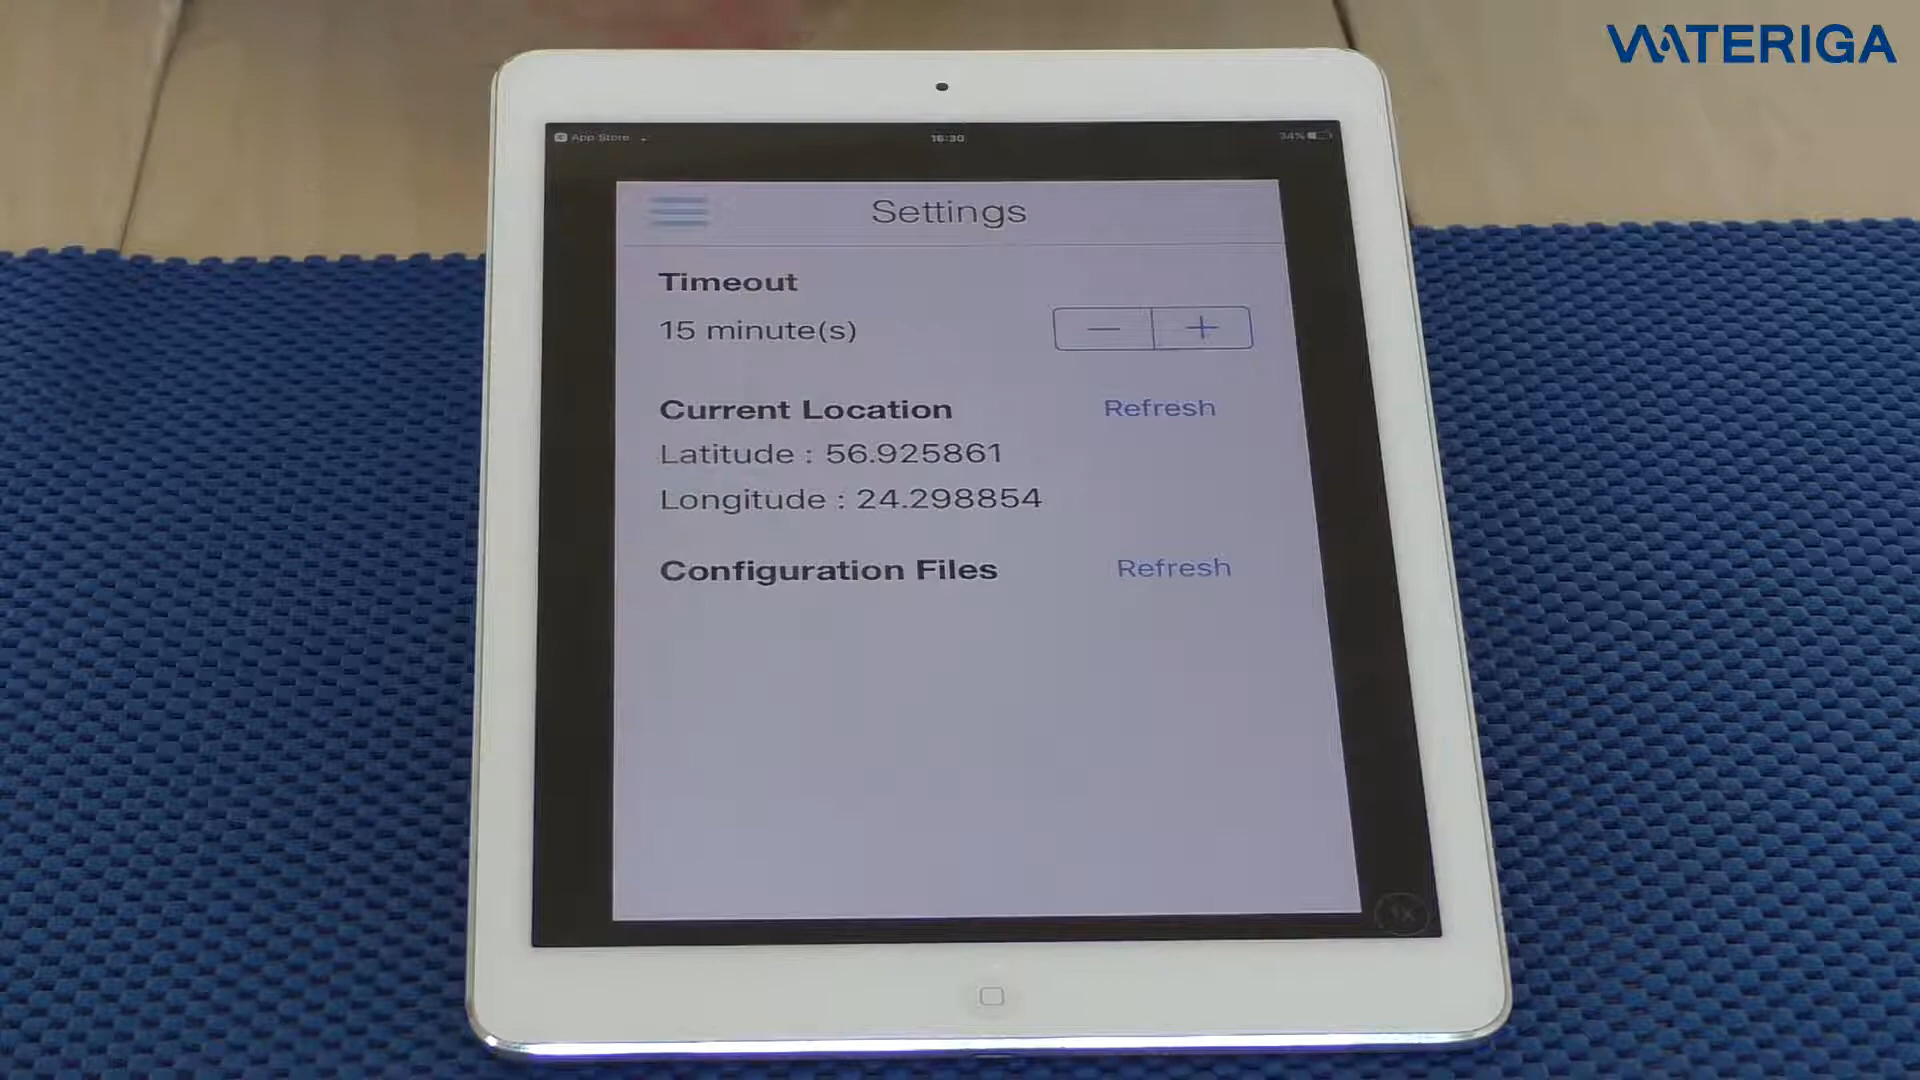 WATERIGA
App Store
16:30
34%
Settings
Timeout
15 minute(s)
Current Location
Refresh
Latitude : 56.925861
Longitude : 24.298854
Configuration Files
Refresh
1X